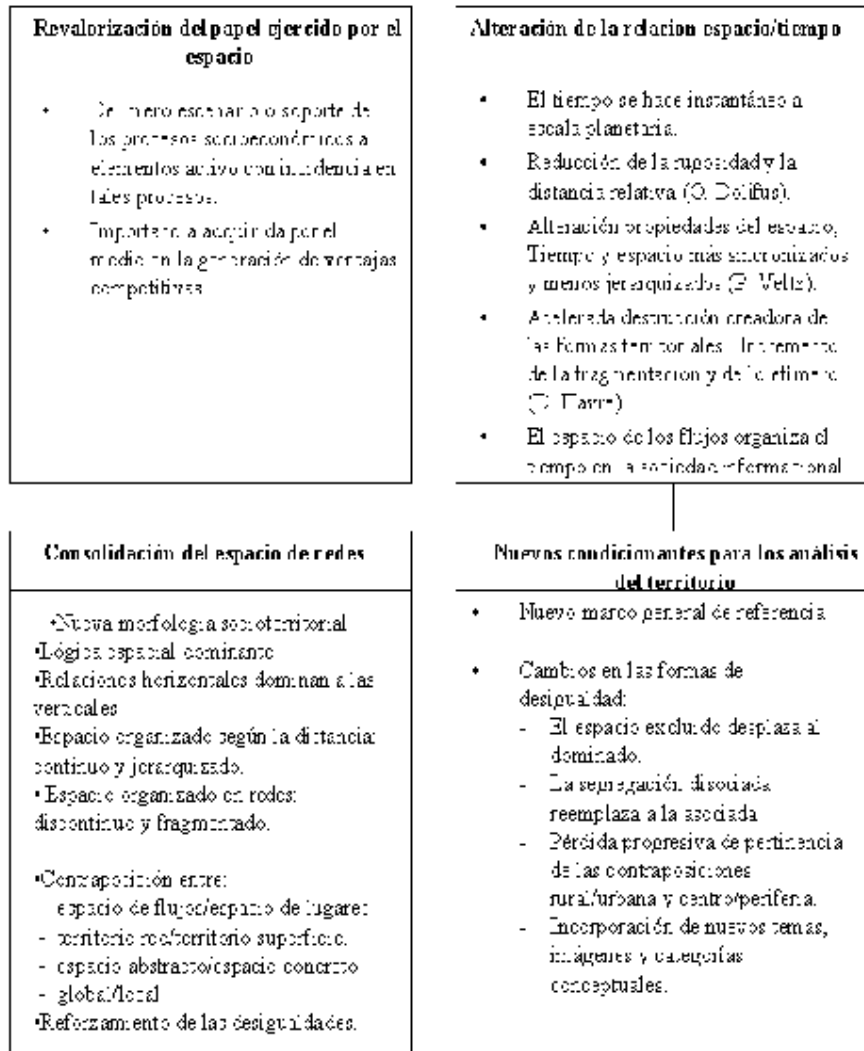 Revalorización del papel ejercido por el
espacio
• De mero escenario o soporte de
los procesos socioeconómicos a
elementos activo con incidencia en
tales procesos.
• Importancia adquirida por el
medio en la generación de ventajas
competitivas
Alteración de la relacion espacio/tiempo
• El tiempo se hace instantáneo a
escala planetaria.
• Reducción de la rugosidad y la
distancia relativa (O. Dolifus).
• Alteración propiedades del espacio,
Tiempo y espacio más sincronizados
y menos jerarquizados (P. Veltz).
• Acelerada destrucción creadora de
las formas territoriales. Incremento
de la fragmentacion y de lo efímero
• El espacio de los flujos organiza el
tiempo en la sociedad informational
Consolidación del espacio de redes
•Nueva morfologia socioterritorial
•Lógica espacial dominante
•Relaciones horizontales dominan a las
verticales
•Espacio organizado según la distancia:
continuo y jerarquizado.
• Espacio organizado en redes:
discontinuo y fragmentado.
•Contraposición entre:
espacio de flujos/espacio de lugares
- territorio red/territorio superficie.
- espacio abstracto/espacio concreto
- global/local
•Reforzamiento de las desigualdades.
Nuevos condicionantes para los análisis
del territorio
• Nuevo marco general de referencia
• Cambios en las formas de
desigualdad:
- El espacio excluido desplaza al
dominado.
- La segregación disociada
reemplaza a la asociada
- Pérdida progresiva de pertinencia
de las contraposiciones
rural/urbana y centro/periferia.
- Incorporación de nuevos temas,
imágenes y categorías
conceptuales.